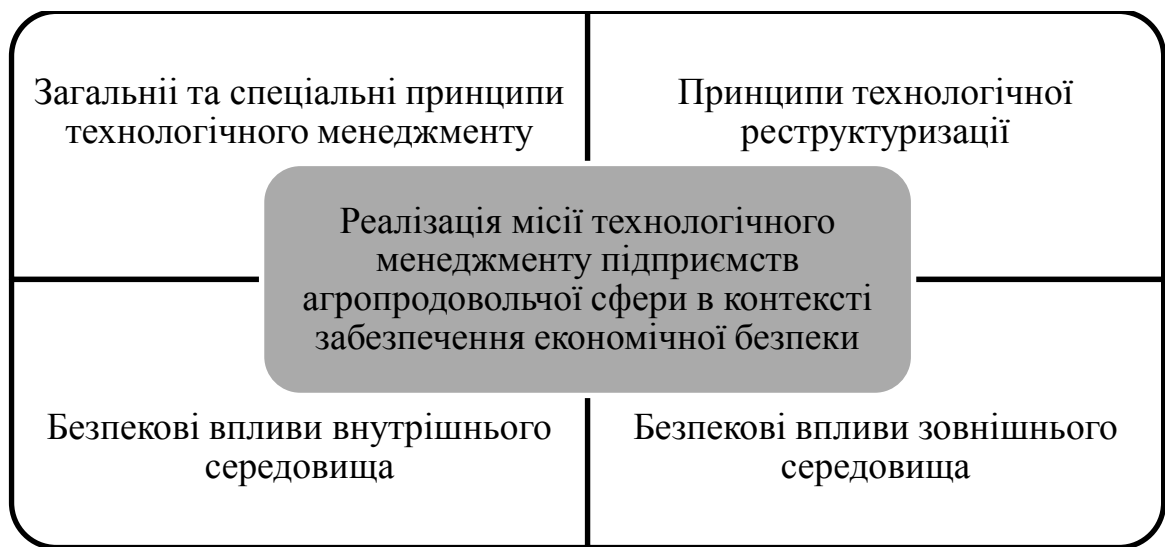 Загальніі та спеціальні принципи
технологічного менеджменту
Принципи технологічної
реструктуризації
Реалізація місії технологічного
менеджменту підприємств
агропродовольчої сфери в контексті
забезпечення економічної безпеки
Безпекові впливи внутрішнього
середовища
Безпекові впливи зовнішнього
середовища